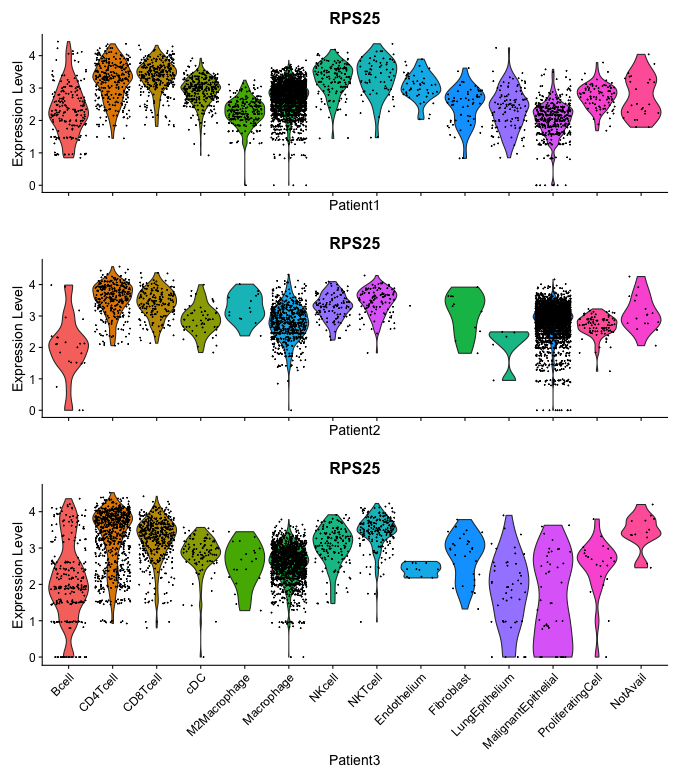 RPS25
Expression Level
4
3
2
1
0
Patient1
RPS25
Expression Level
4
3
2
1
0
Patient2
RPS25
Expression Level
4
3
2
1
0
Bcell
CD4Tcell
CD8Tcell
cDC
M2Macrophage
Macrophage
NKcell
NKTcell
Endothelium
Fibroblast
LungEpithelium
MalignantEpithelial
ProliferatingCell
NotAvail
Patient3